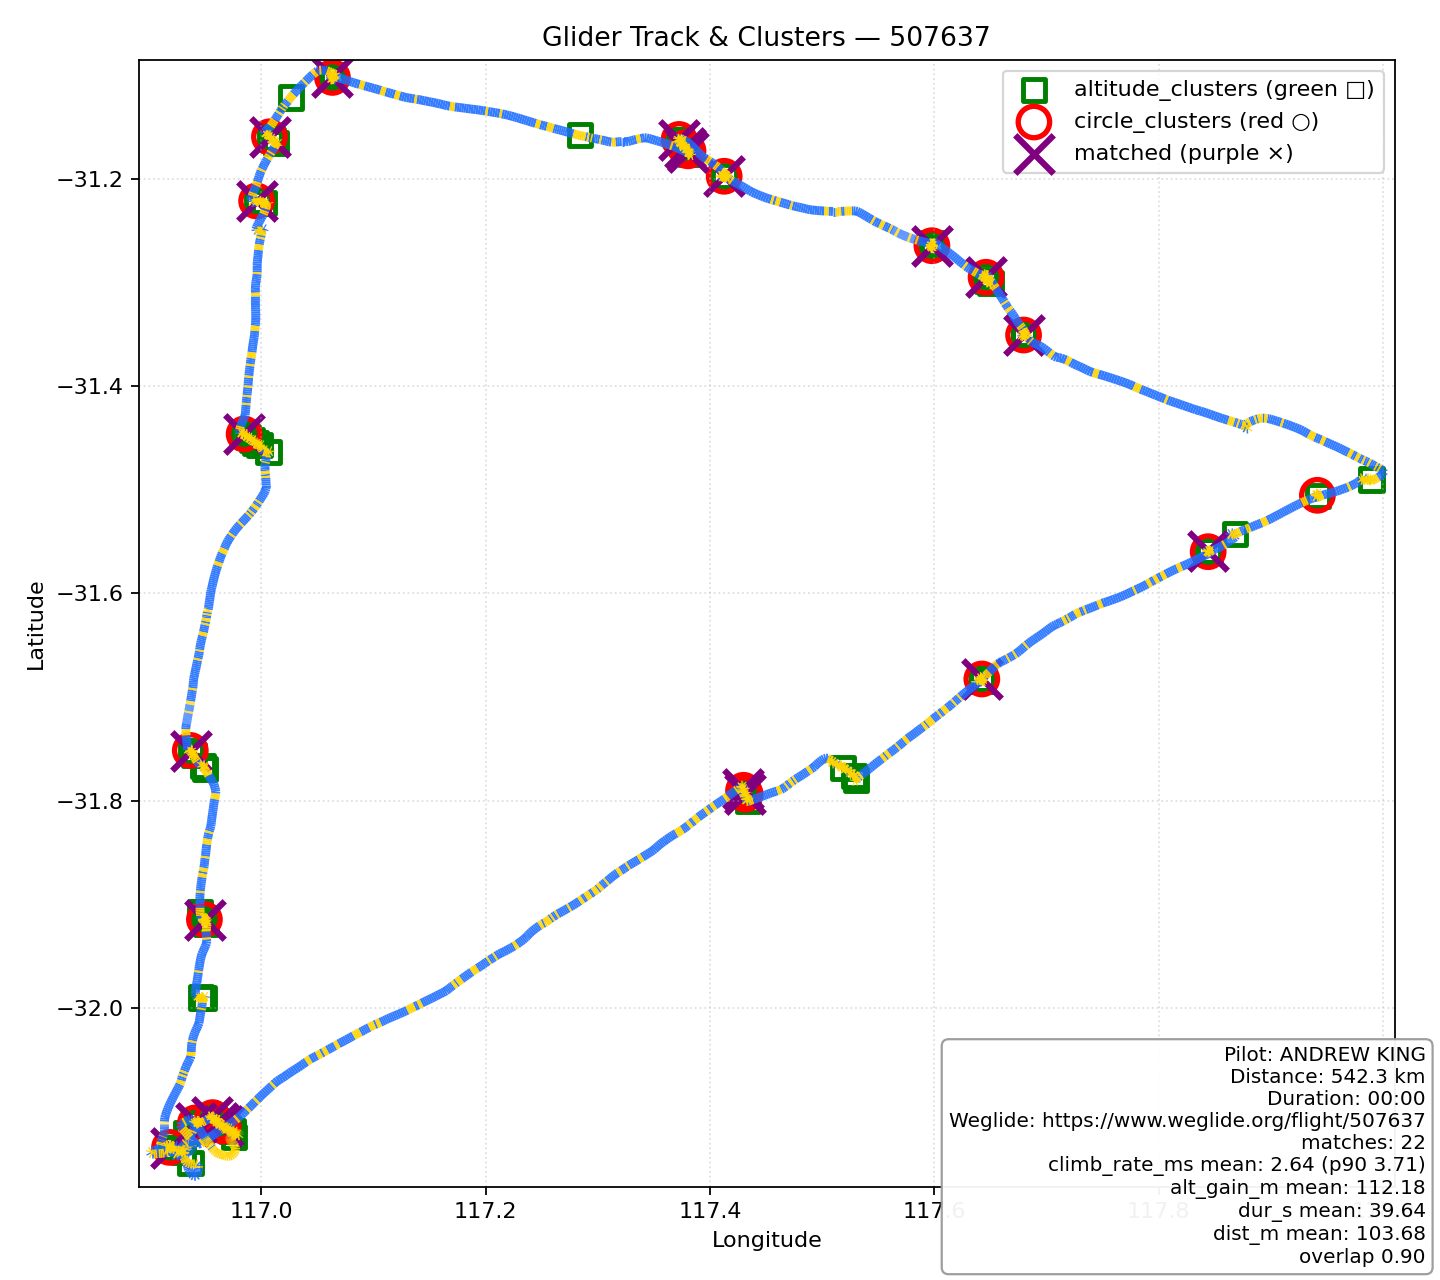 Glider Track & Clusters — 507637
altitude_clusters (green □)
circle_clusters (red ○)
matched (purple ×)
−31.2
−31.4
−31.6
−31.8
−32.0
Latitude
117.0
117.2
117.4
117.6
117.8
Longitude
Pilot: ANDREW KING
Distance: 542.3 km
Duration: 00:00
Weglide: https://www.weglide.org/flight/507637
matches: 22
climb_rate_ms mean: 2.64 (p90 3.71)
alt_gain_m mean: 112.18
dur_s mean: 39.64
dist_m mean: 103.68
overlap 0.90